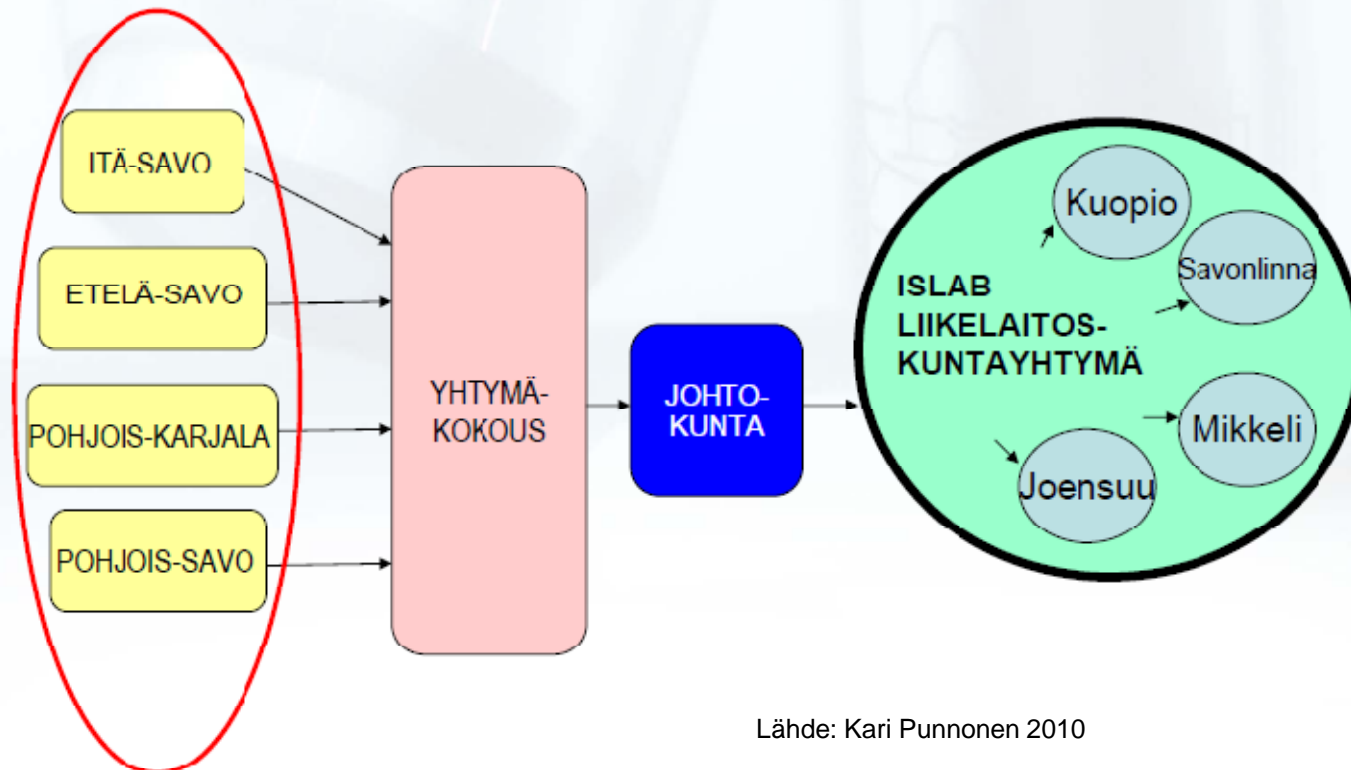 ITÄ-SAVO
ETELÄ-SAVO
POHJOIS-KARJALA
POHJOIS-SAVO
YHTYMÄ-
KOKOUS
JOHTO-
KUNTA
ISLAB
LIIKELAITOS-
KUNTAYHTYMÄ
Kuopio
Savonlinna
Mikkeli
Joensuu
Lähde: Kari Punnonen 2010